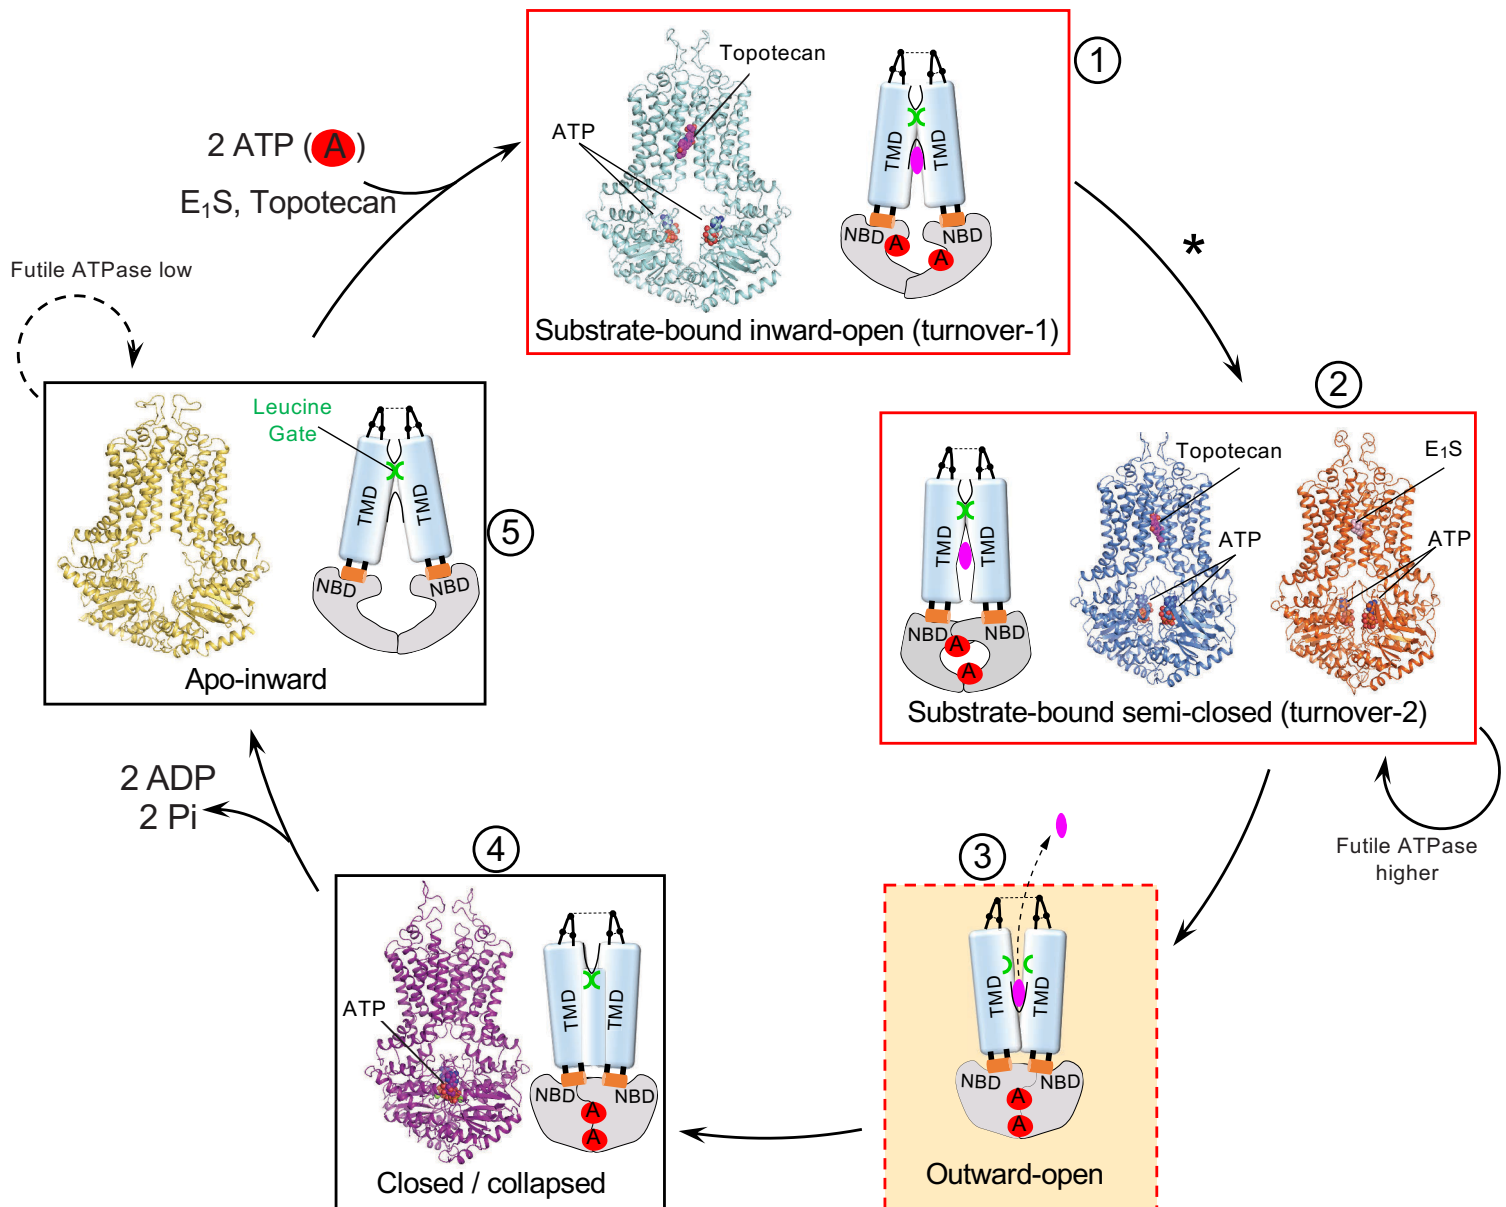 1
Topotecan
ATP
TMD
TMD
NBD
NBD
A
A
Substrate-bound inward-open (turnover-1)
2 ATP (A)
E₁S, Topotecan
*
Futile ATPase low
Leucine
Gate
TMD
TMD
NBD
NBD
5
Apo-inward
2
Topotecan
E₁S
ATP
ATP
TMD
TMD
NBD
NBD
A
A
Substrate-bound semi-closed (turnover-2)
Futile ATPase
higher
2 ADP
2 Pi
3
TMD
TMD
NBD
NBD
A
A
Outward-open
4
ATP
TMD
TMD
NBD
NBD
A
A
Closed / collapsed